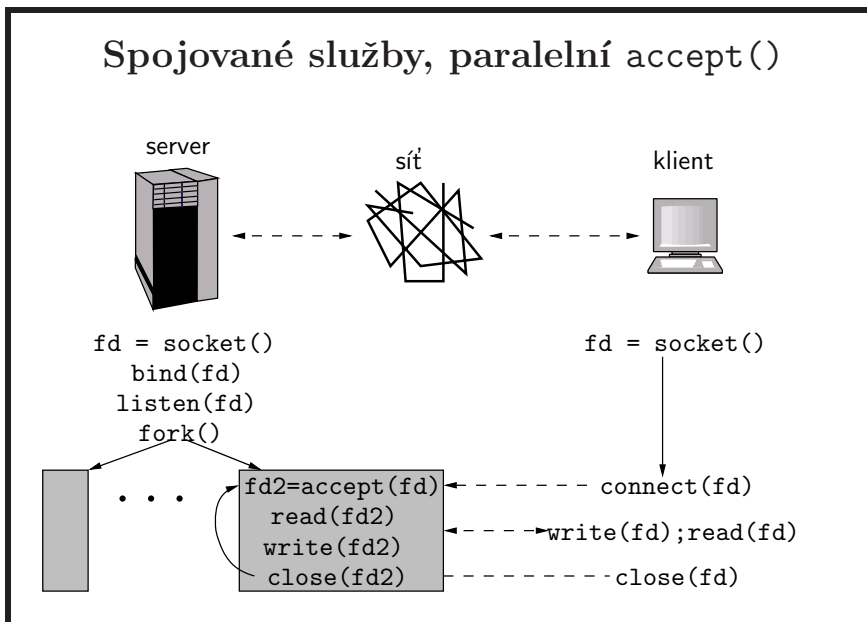 Spojované služby, paralelní accept()
server
síť
klient
fd = socket()
bind(fd)
listen(fd)
fork()
fd = socket()
. . .
fd2=accept(fd)
read(fd2)
write(fd2)
close(fd2)
connect(fd)
write(fd);read(fd)
close(fd)